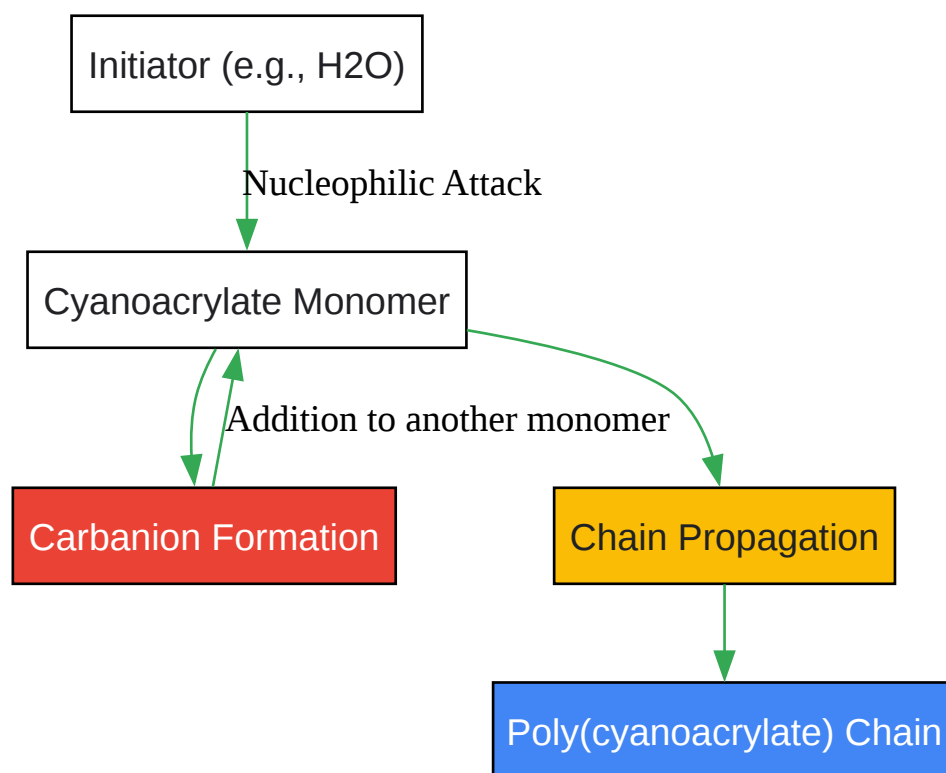 Initiator (e.g., H2O)
Nucleophilic Attack
Cyanoacrylate Monomer
Addition to another monomer
Carbanion Formation
Chain Propagation
Poly(cyanoacrylate) Chain